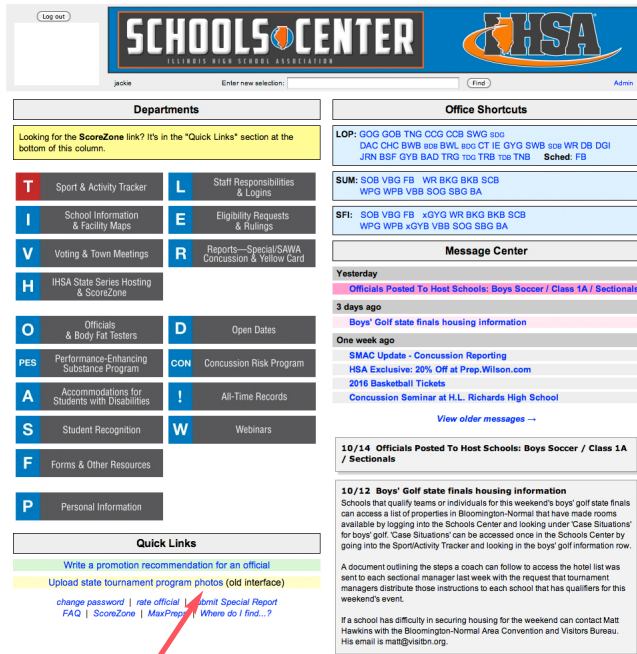 Log out
SCHOOLS CENTER
ILLINOIS HIGH SCHOOL ASSOCIATION
IHSA
jackie
Enter new selection:
Find
Admin
Departments
Looking for the ScoreZone link? It's in the "Quick Links" section at the
bottom of this column.
T Sport & Activity Tracker
L Staff Responsibilities
& Logins
I School Information
& Facility Maps
E Eligibility Requests
& Rulings
V Voting & Town Meetings
R Reports—Special/SAWA
Concussion & Yellow Card
H IHSA State Series Hosting
& ScoreZone
O Officials
& Body Fat Testers
D Open Dates
PES Performance-Enhancing
Substance Program
CON Concussion Risk Program
A Accommodations for
Students with Disabilities
! All-Time Records
S Student Recognition
W Webinars
F Forms & Other Resources
P Personal Information
Quick Links
Write a promotion recommendation for an official
Upload state tournament program photos (old interface)
change password | rate official | submit Special Report
FAQ | ScoreZone | MaxPreps | Where do I find...?
Office Shortcuts
LOP: GOG GOB TNG CCG CCB SWG SDG
DAC CHC BWB BDB BWL BDG CT IE GYG SWB SDB WR DB DGI
JRN BSF GYB BAD TRG TDG TRB TDB TNB Sched: FB
SUM: SOB VBG FB WR BKG BKB SCB
WPG WPB VBB SOG SBG BA
SFI: SOB VBG FB xGYG WR BKG BKB SCB
WPG WPB xGYB VBB SOG SBG BA
Message Center
Yesterday
Officials Posted To Host Schools: Boys Soccer / Class 1A / Sectionals
3 days ago
Boys' Golf state finals housing information
One week ago
SMAC Update - Concussion Reporting
HSA Exclusive: 20% Off at Prep.Wilson.com
2016 Basketball Tickets
Concussion Seminar at H.L. Richards High School
View older messages →
10/14 Officials Posted To Host Schools: Boys Soccer / Class 1A
/ Sectionals
10/12 Boys' Golf state finals housing information
Schools that qualify teams or individuals for this weekend's boys' golf state finals
can access a list of properties in Bloomington-Normal that have made rooms
available by logging into the Schools Center and looking under 'Case Situations'
for boys' golf. 'Case Situations' can be accessed once in the Schools Center by
going into the Sport/Activity Tracker and looking in the boys' golf information row.
A document outlining the steps a coach can follow to access the hotel list was
sent to each sectional manager last week with the request that tournament
managers distribute those instructions to each school that has qualifiers for this
weekend's event.
If a school has difficulty in securing housing for the weekend can contact Matt
Hawkins with the Bloomington-Normal Area Convention and Visitors Bureau.
His email is matt@visitbn.org.